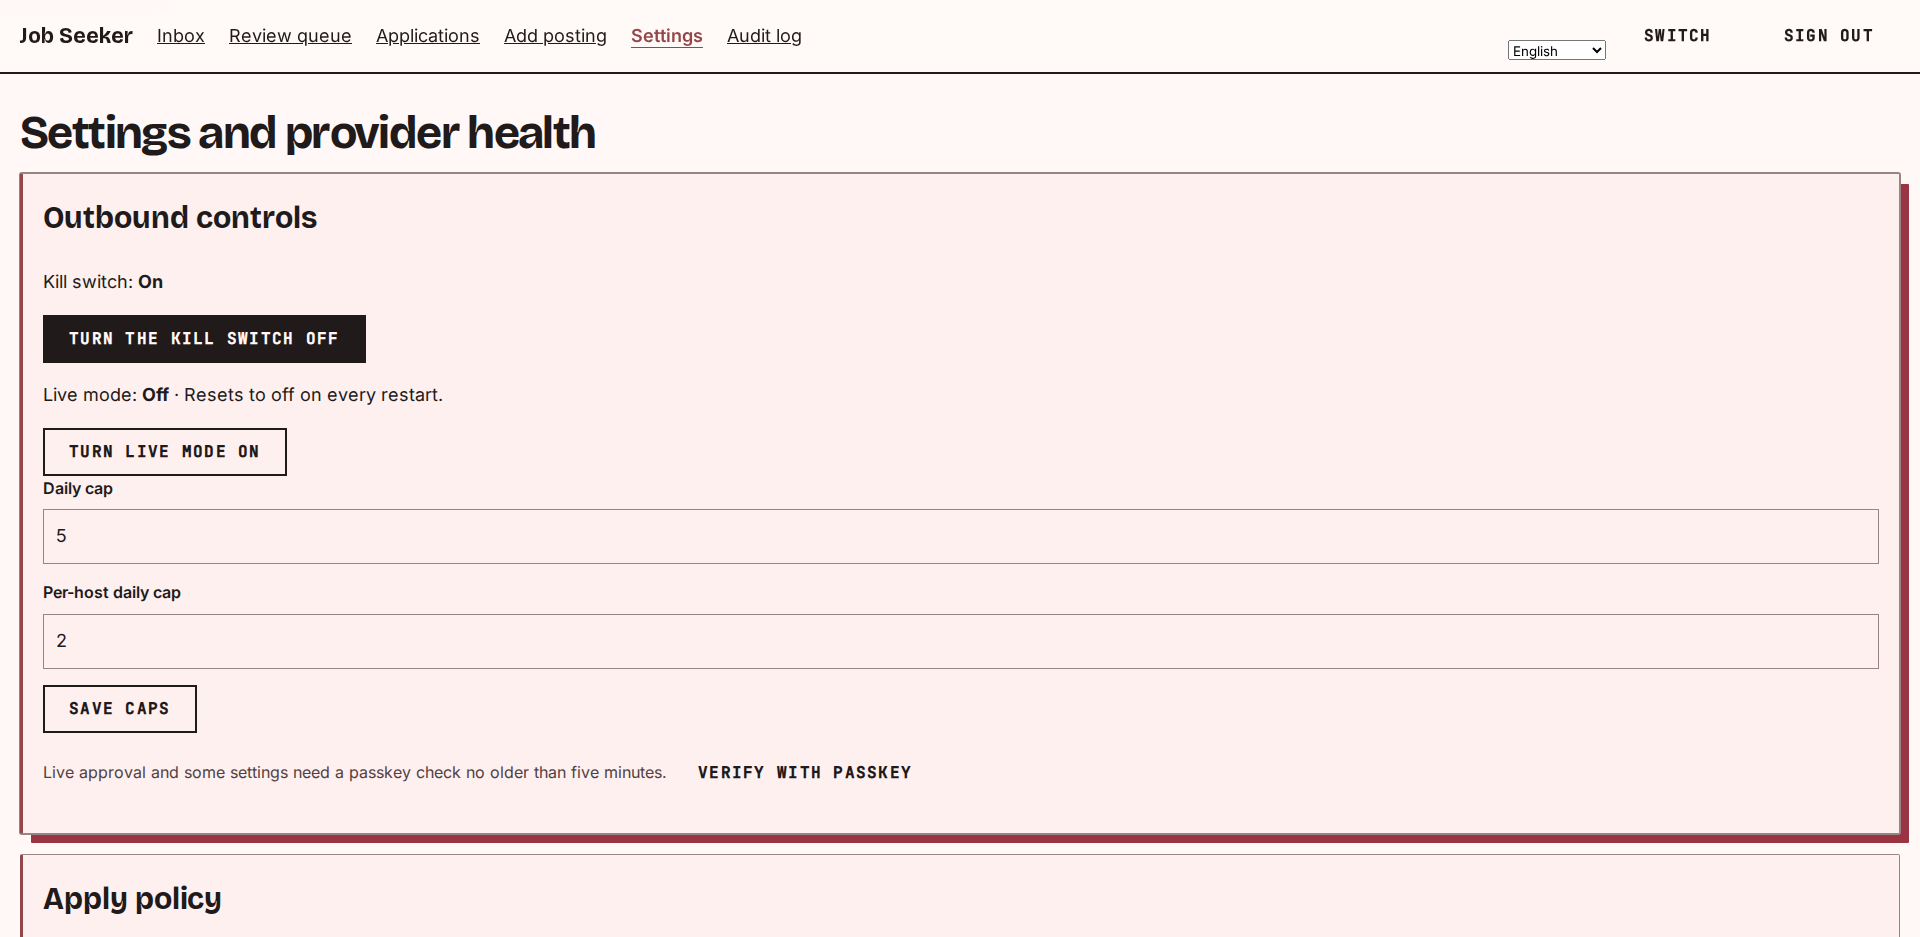 Job Seeker Inbox Review queue Applications Add posting Settings Audit log English SWITCH SIGN OUT
Settings and provider health
Outbound controls
Kill switch: On
TURN THE KILL SWITCH OFF
Live mode: Off · Resets to off on every restart.
TURN LIVE MODE ON
Daily cap
5
Per-host daily cap
2
SAVE CAPS
Live approval and some settings need a passkey check no older than five minutes. VERIFY WITH PASSKEY
Apply policy